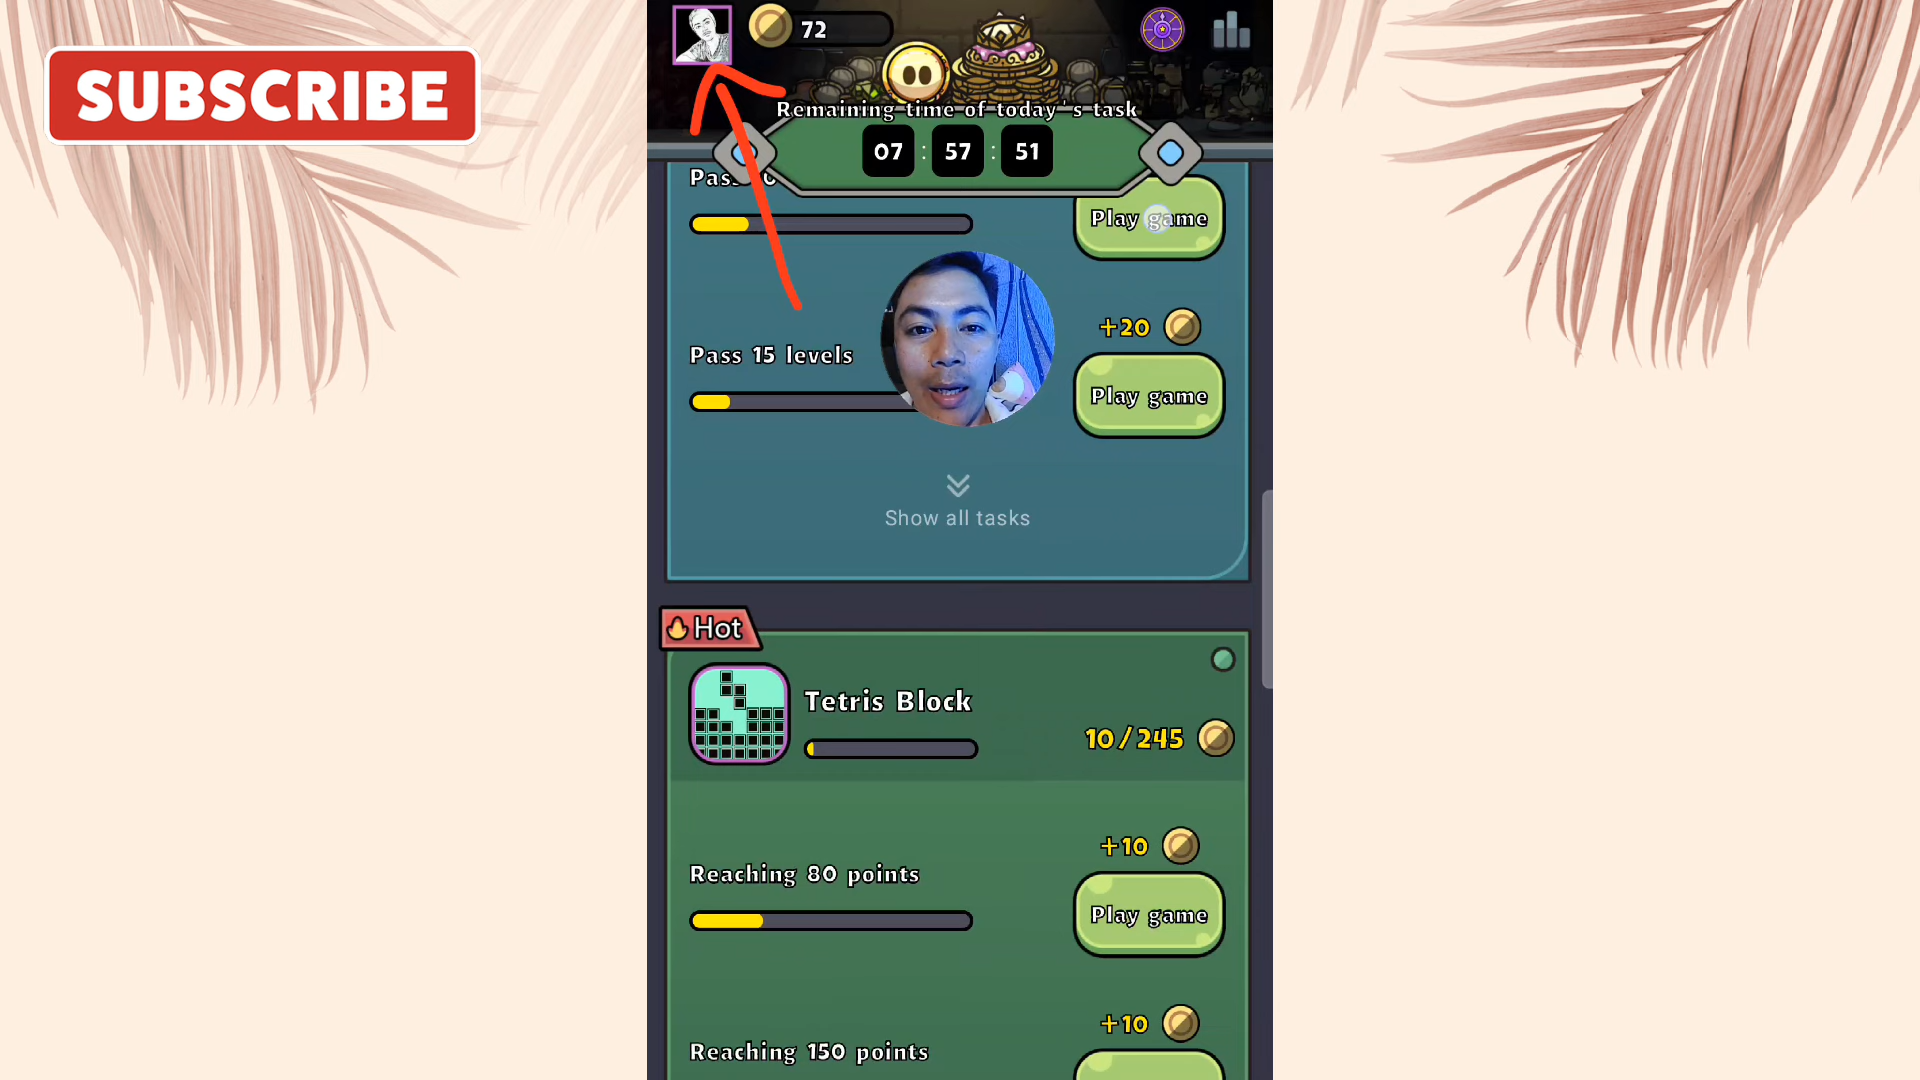 SUBSCRIBE
72
Remaining time of today's task
07 : 57 : 51
Play game
+20
Pass 15 levels
Play game
Show all tasks
Hot
Tetris Block
10/245
+10
Reaching 80 points
Play game
+10
Reaching 150 points